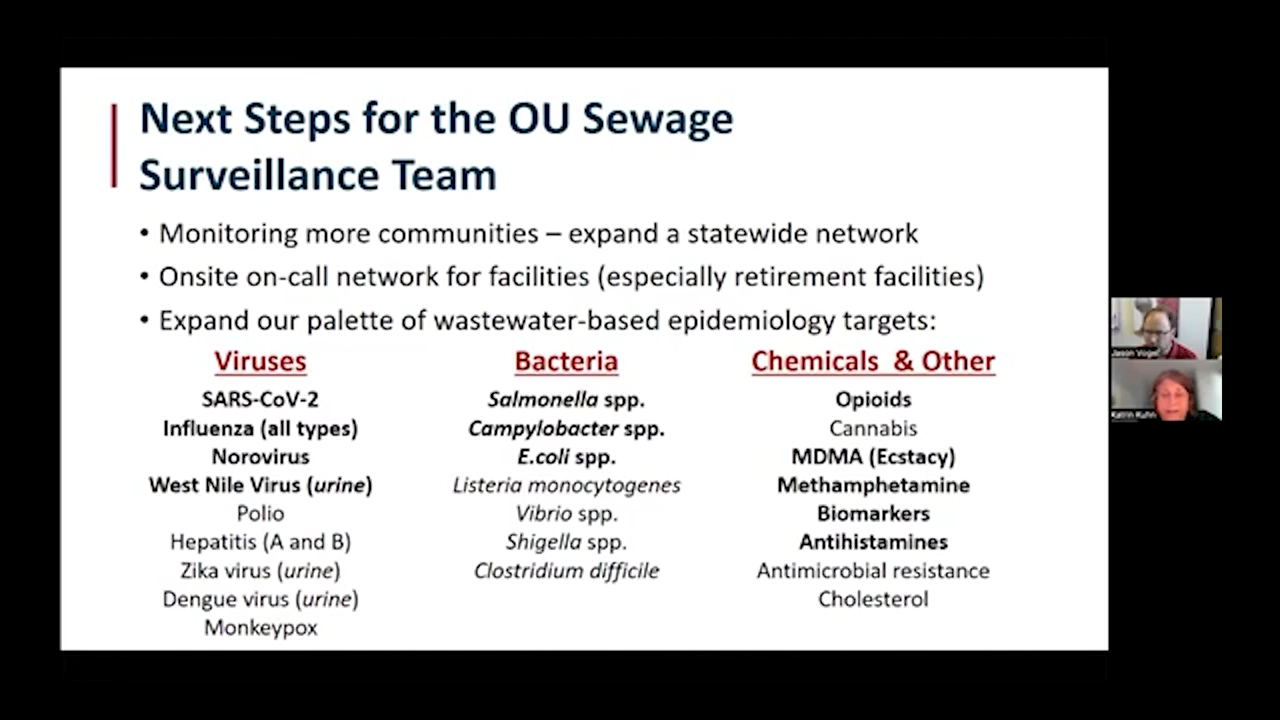 Next Steps for the OU Sewage
Surveillance Team
• Monitoring more communities – expand a statewide network
• Onsite on-call network for facilities (especially retirement facilities)
• Expand our palette of wastewater-based epidemiology targets:
Viruses
SARS-CoV-2
Influenza (all types)
Norovirus
West Nile Virus (urine)
Polio
Hepatitis (A and B)
Zika virus (urine)
Dengue virus (urine)
Monkeypox
Bacteria
Salmonella spp.
Campylobacter spp.
E.coli spp.
Listeria monocytogenes
Vibrio spp.
Shigella spp.
Clostridium difficile
Chemicals & Other
Opioids
Cannabis
MDMA (Ecstacy)
Methamphetamine
Biomarkers
Antihistamines
Antimicrobial resistance
Cholesterol
Jason Vogel
Katrin Kuhn